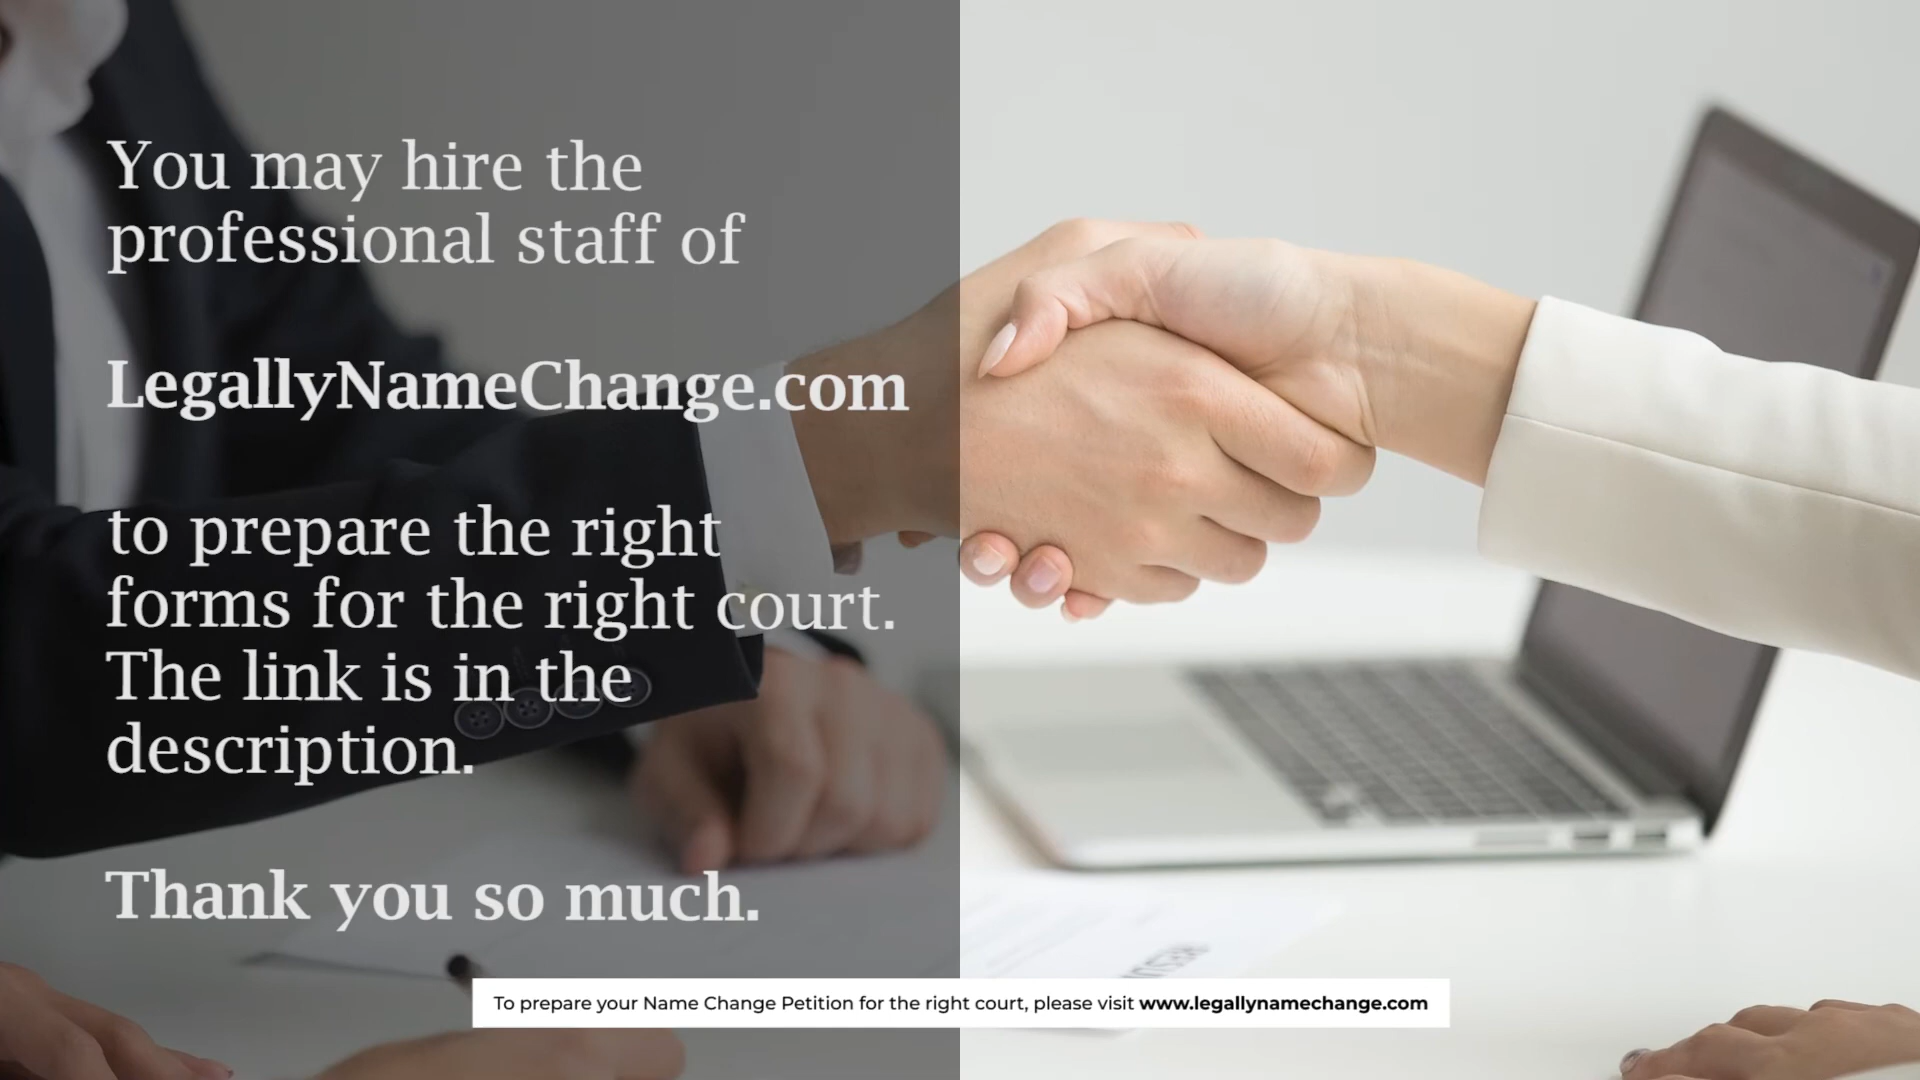 You may hire the
professional staff of
LegallyNameChange.com
to prepare the right
forms for the right court.
The link is in the
description.
Thank you so much.
To prepare your Name Change Petition for the right court, please visit www.legallynamechange.com